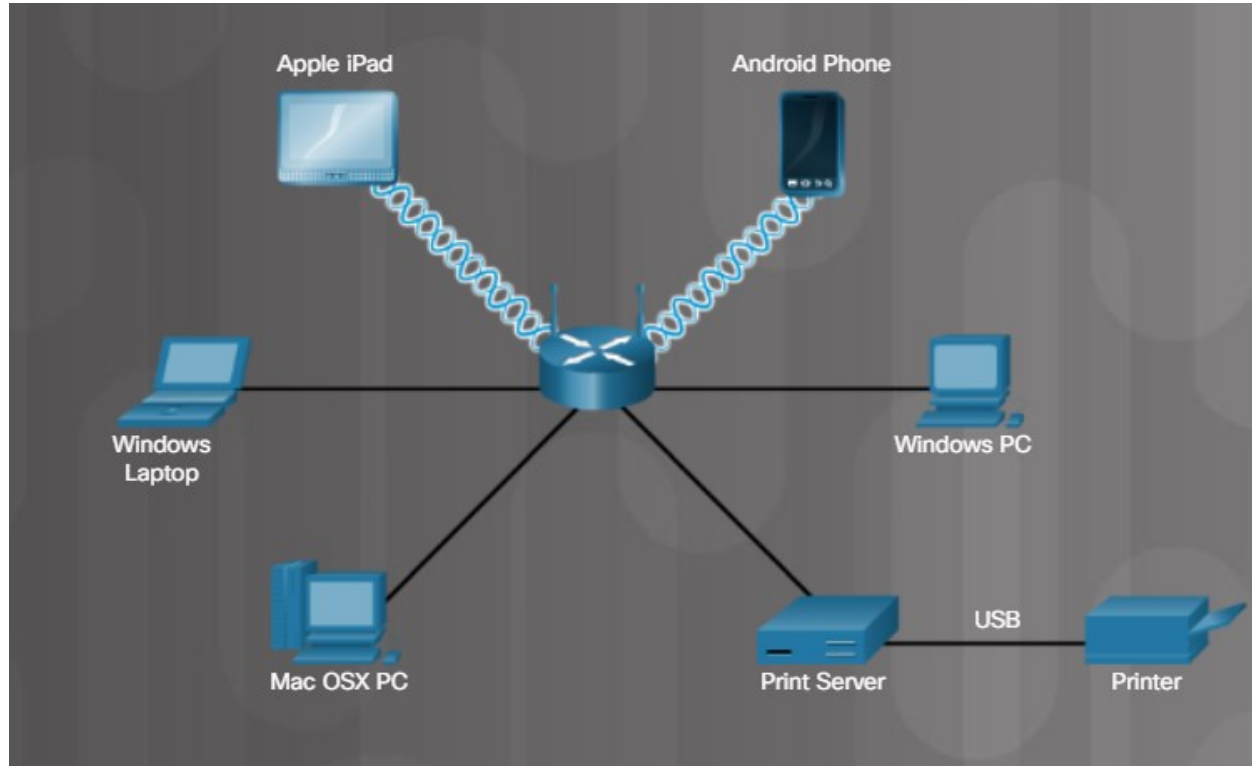 Apple iPad
Android Phone
Windows
Laptop
Windows PC
Mac OSX PC
Print Server
USB
Printer